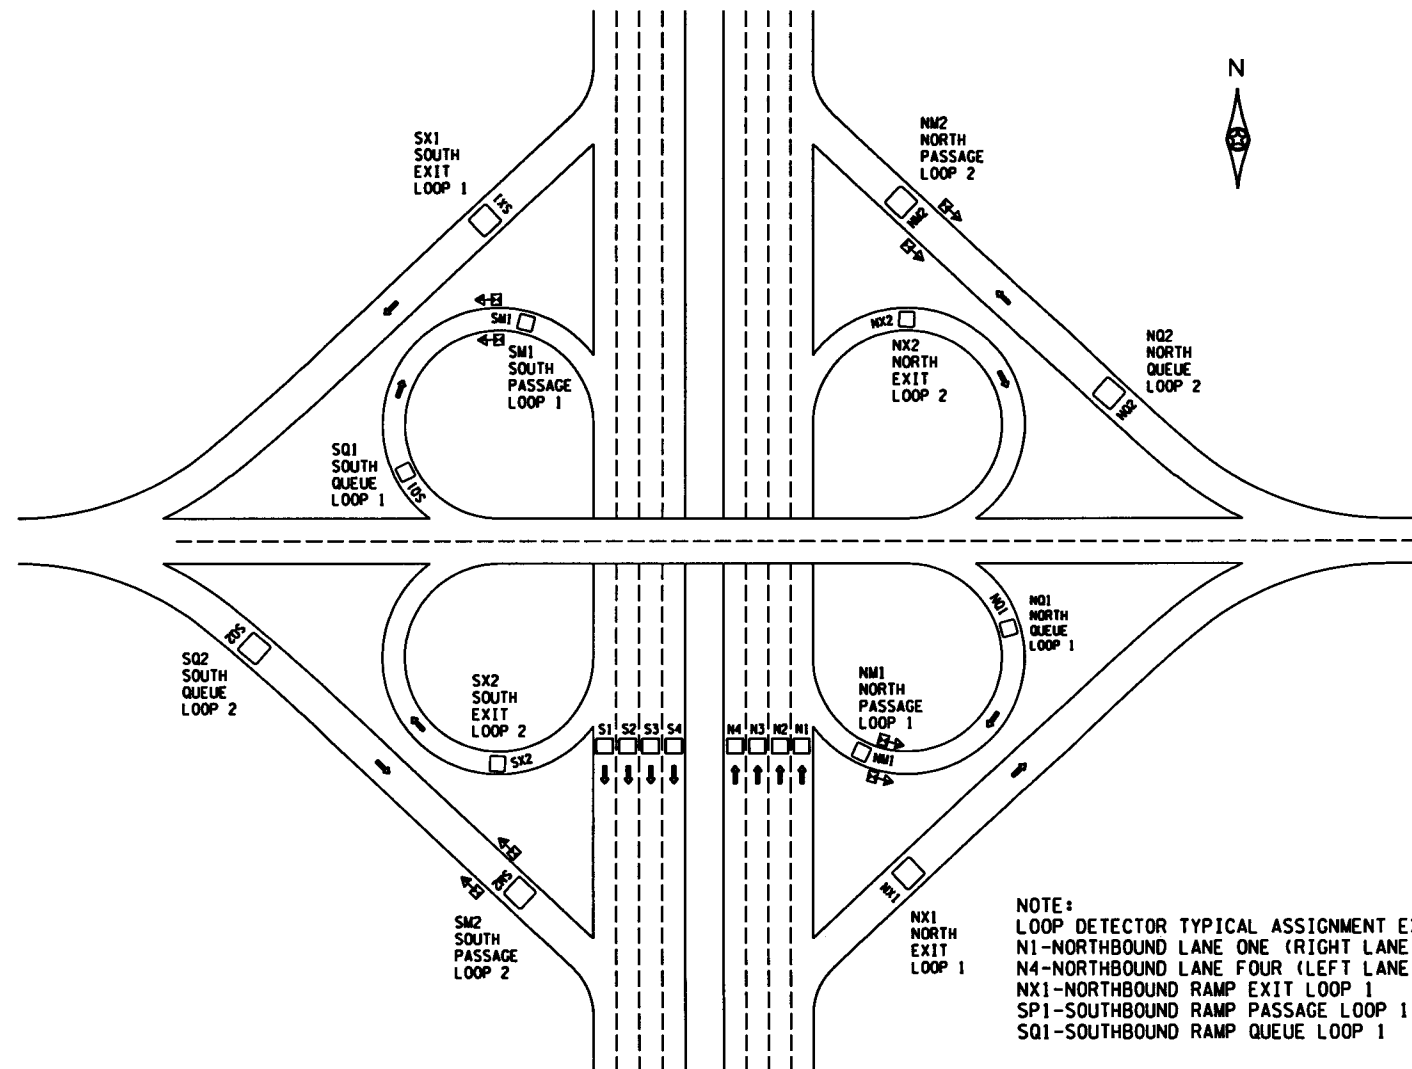 N
SX1
SOUTH
EXIT
LOOP 1
SX1
NM2
NORTH
PASSAGE
LOOP 2
NM2
SM1
SM1
SOUTH
PASSAGE
LOOP 1
NX2
NX2
NORTH
EXIT
LOOP 2
NQ2
NORTH
QUEUE
LOOP 2
NQ2
SQ1
SOUTH
QUEUE
LOOP 1
SQ1
NQ1
NQ1
NORTH
QUEUE
LOOP 1
SQ2
SQ2
SOUTH
QUEUE
LOOP 2
SX2
SOUTH
EXIT
LOOP 2
SX2
S1 S2 S3 S4 N4 N3 N2 N1
NM1
NORTH
PASSAGE
LOOP 1
NM1
SM2
SM2
SOUTH
PASSAGE
LOOP 2
NX1
NX1
NORTH
EXIT
LOOP 1
NOTE:
LOOP DETECTOR TYPICAL ASSIGNMENT
N1-NORTHBOUND LANE ONE (RIGHT LANE
N4-NORTHBOUND LANE FOUR (LEFT LANE
NX1-NORTHBOUND RAMP EXIT LOOP 1
SP1-SOUTHBOUND RAMP PASSAGE LOOP 1
SQ1-SOUTHBOUND RAMP QUEUE LOOP 1